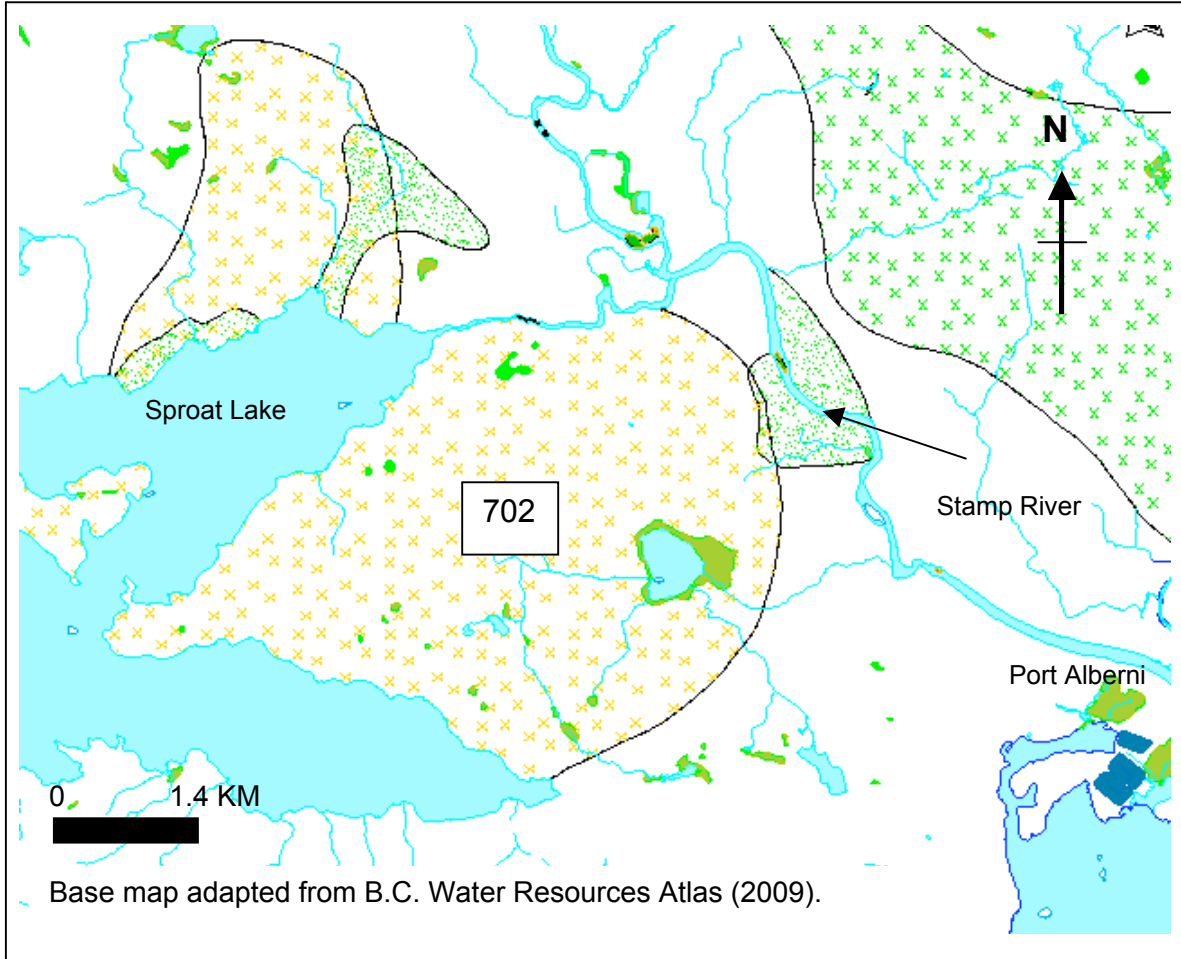 N
Sproat Lake
702
Stamp River
Port Alberni
0 1.4 KM
Base map adapted from B.C. Water Resources Atlas (2009).